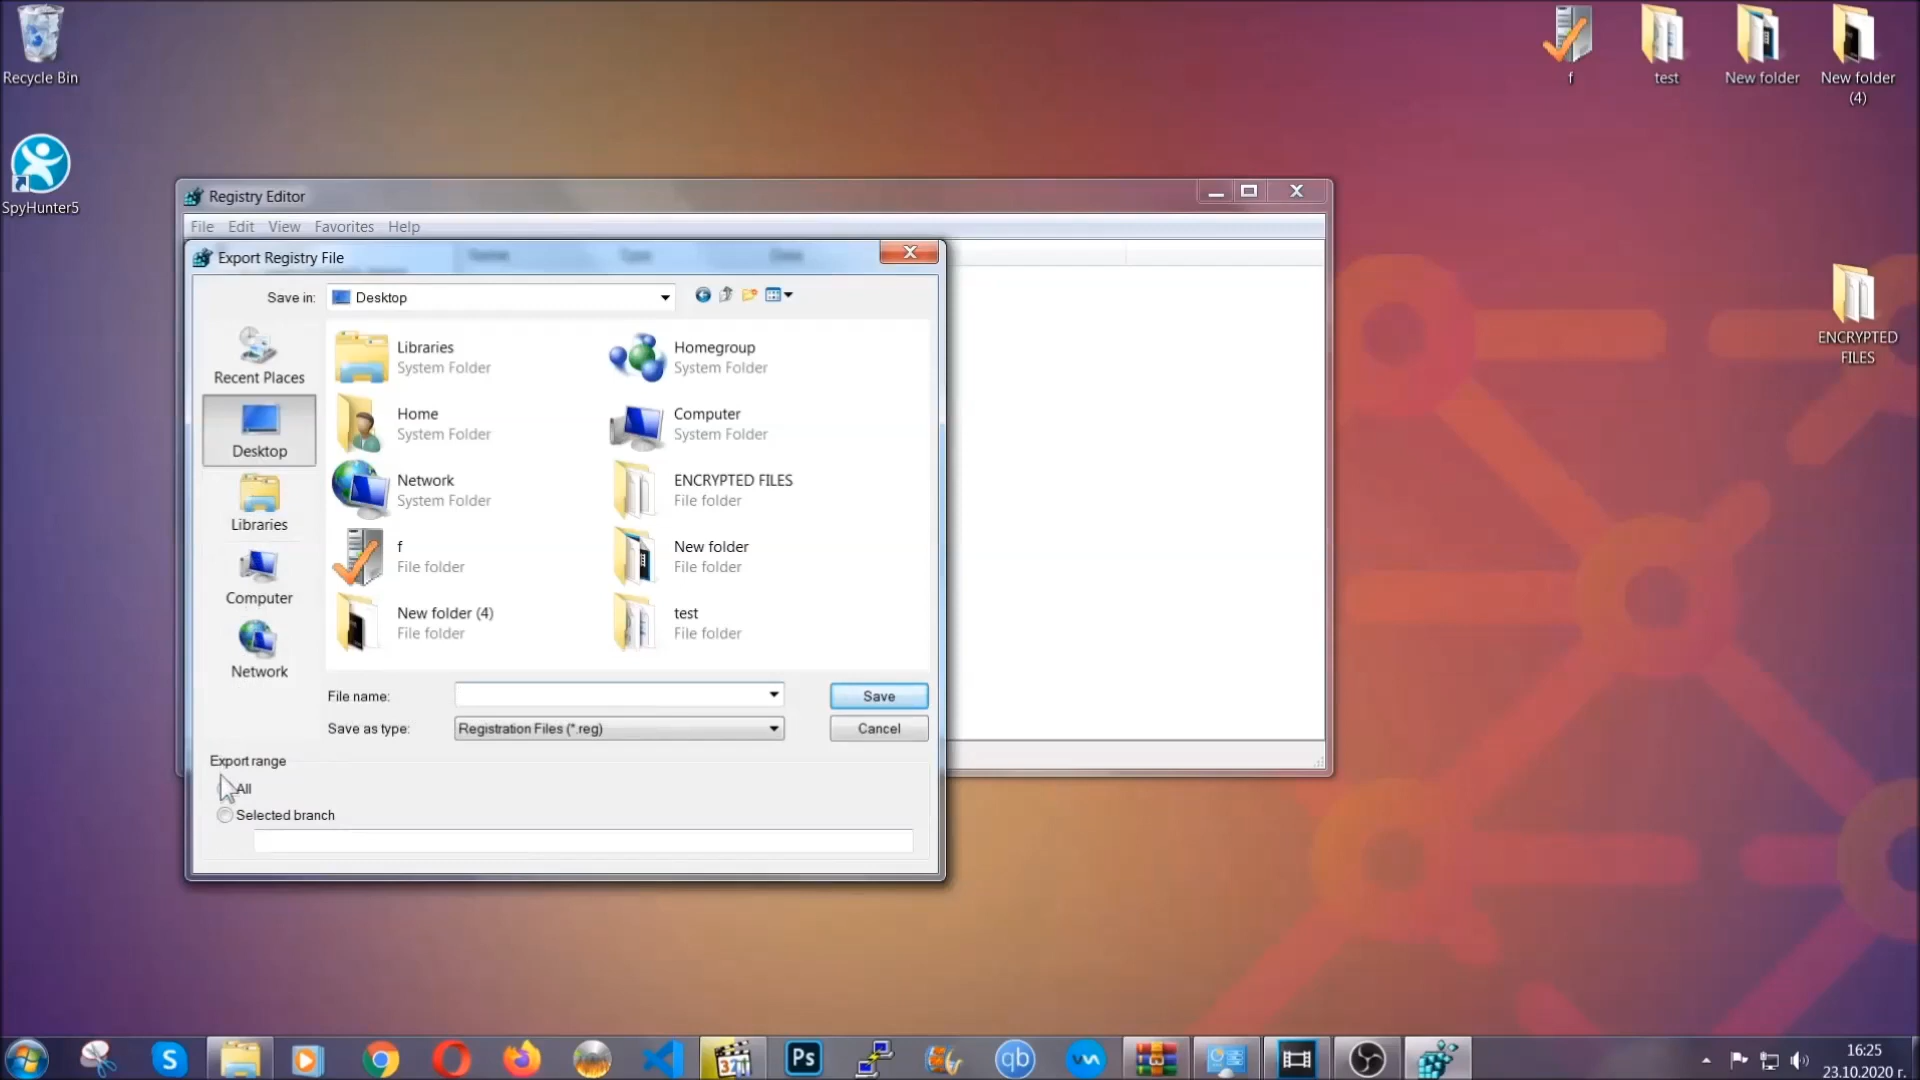 Recycle Bin
SpyHunter5
f
test
New folder
New folder
(4)
ENCRYPTED
FILES
Registry Editor
File Edit View Favorites Help
Export Registry File
Save in:
Desktop
Recent Places
Desktop
Libraries
Computer
Network
Libraries
System Folder
Homegroup
System Folder
Home
System Folder
Computer
System Folder
Network
System Folder
ENCRYPTED FILES
File folder
f
File folder
New folder
File folder
New folder (4)
File folder
test
File folder
File name:
Save
Save as type:
Registration Files (*.reg)
Cancel
Export range
All
Selected branch
S
321
Ps
qb
16:25
23.10.2020 г.